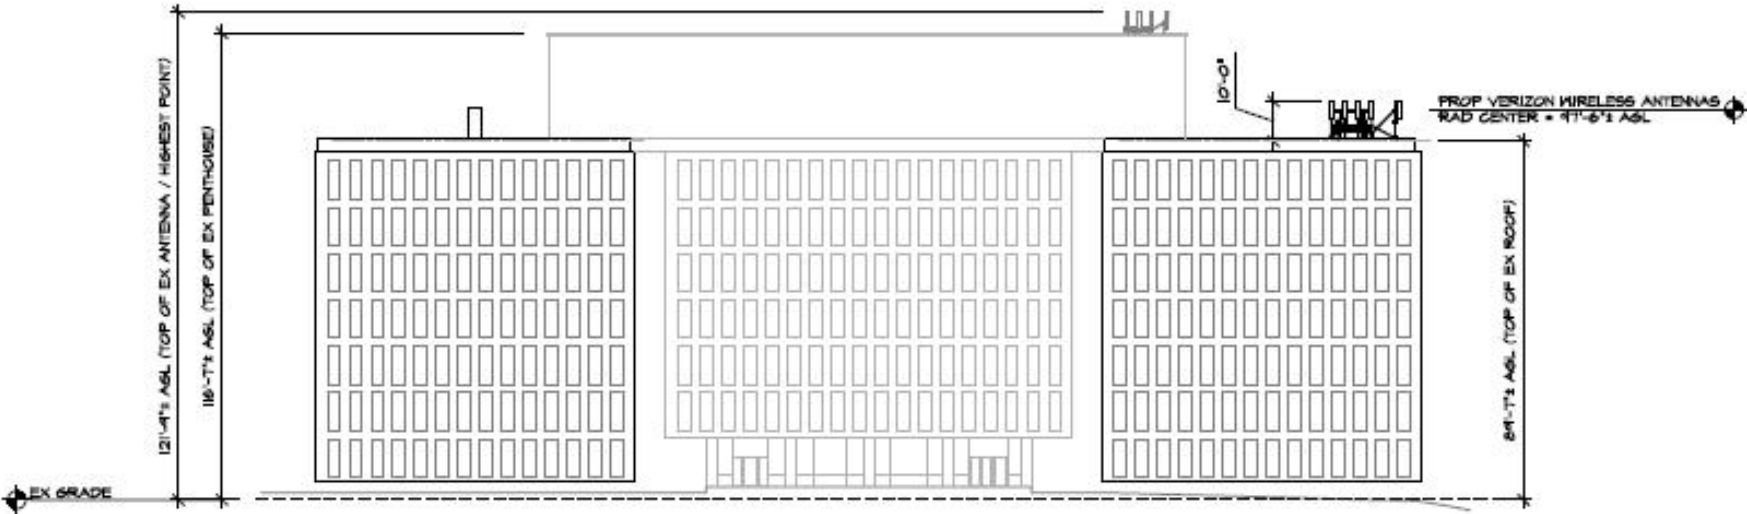 121'-9"± AGL (TOP OF EX ANTENNA / HIGHEST POINT)
116'-7"± AGL (TOP OF EX PENTHOUSE)
10'-0"
PROP VERIZON WIRELESS ANTENNAS
RAD CENTER = 97'-6"± AGL
89'-7"± AGL (TOP OF EX ROOF)
EX GRADE